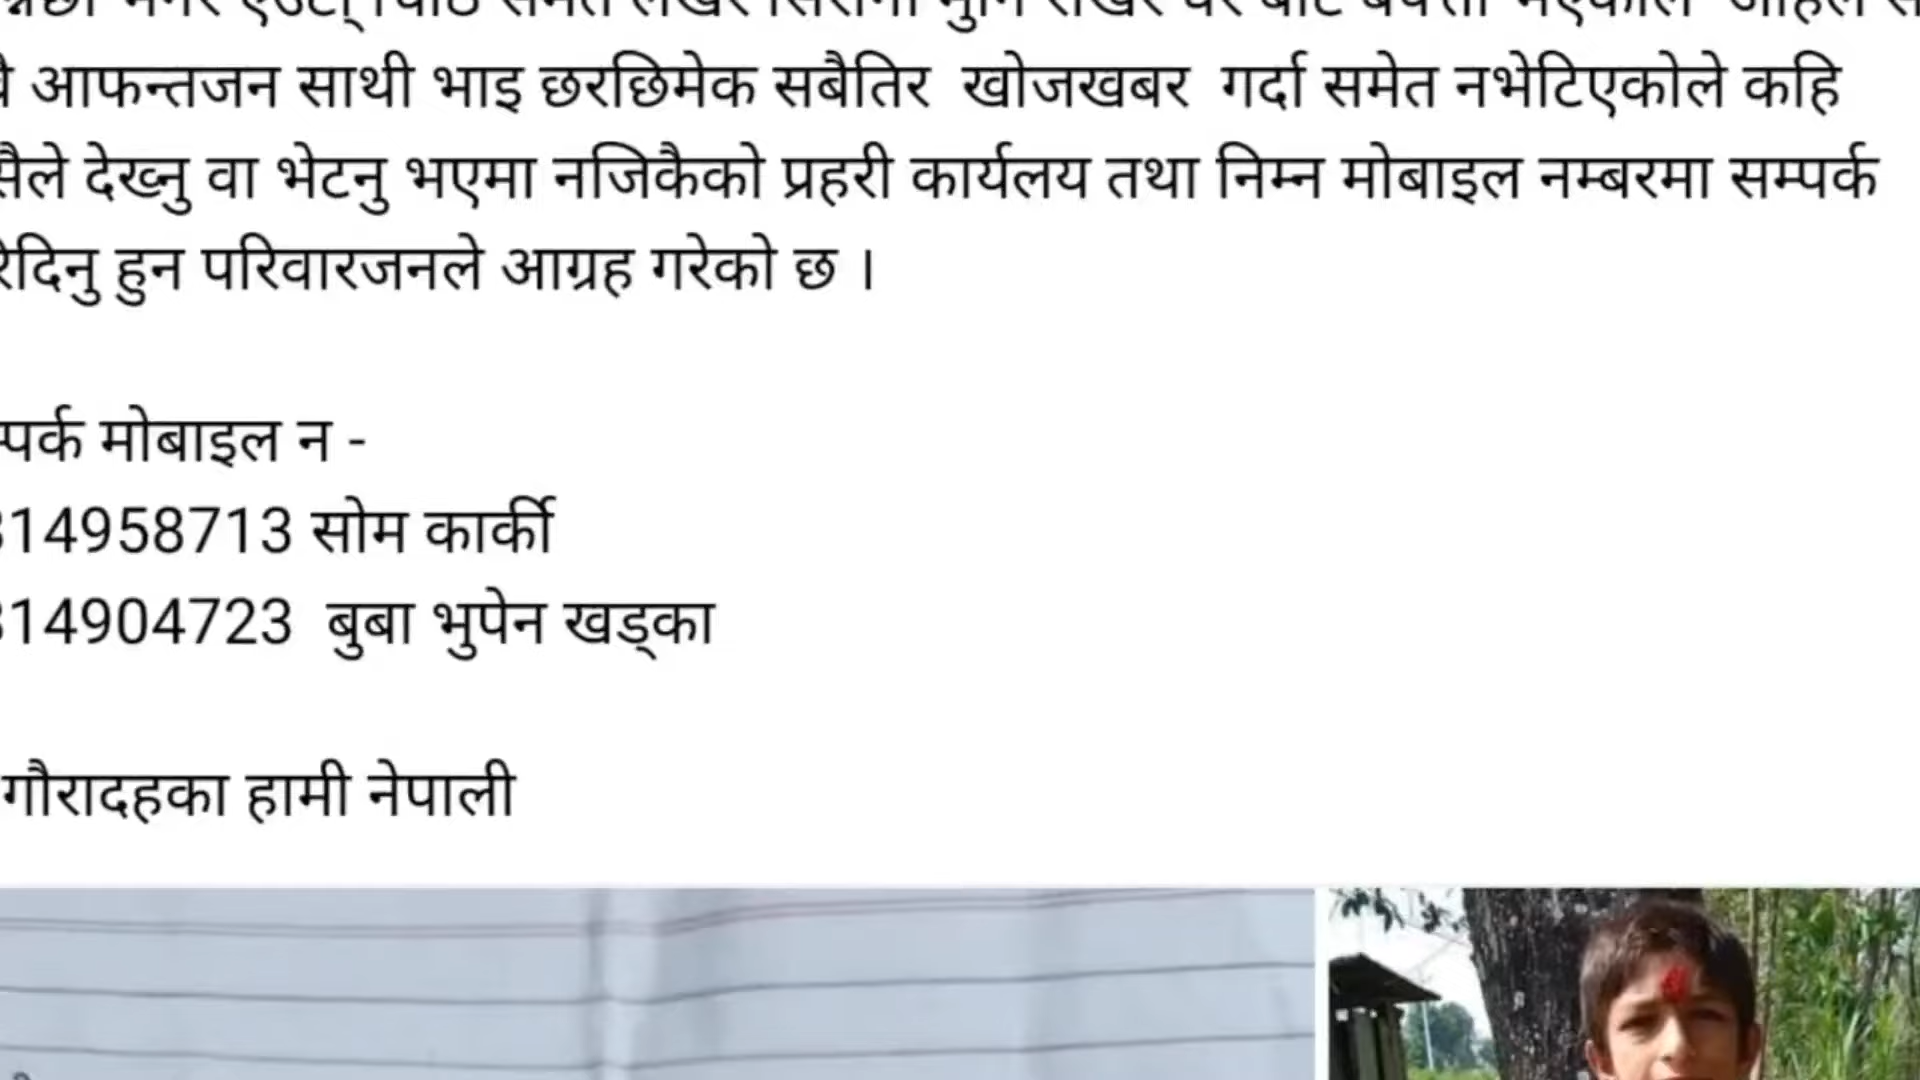 समेत
आफन्तजन साथी भाइ छरछिमेक सबैतिर खोजखबर गर्दा समेत नभेटिएकोले कहि
देख्नु वा भेटनु भएमा नजिकैको प्रहरी कार्यलय तथा निम्न मोबाइल नम्बरमा सम्पर्क
हुन परिवारजनले आग्रह गरेको छ ।
मोबाइल न -
14958713 सोम कार्की
14904723 बुबा भुपेन खड्का
गौरादहका हामी नेपाली